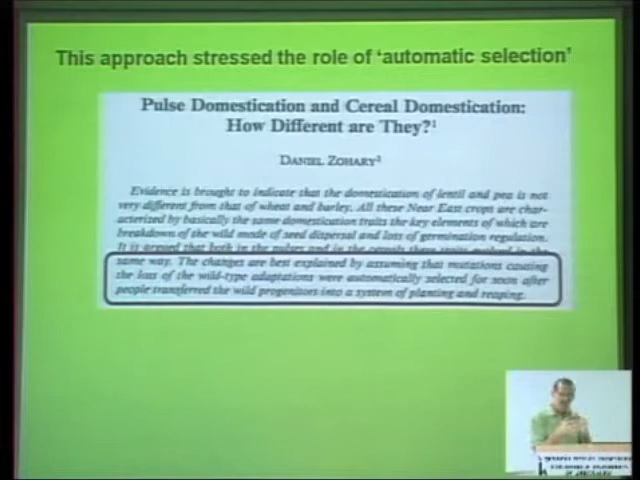 This approach stressed the role of 'automatic selection'
Pulse Domestication and Cereal Domestication:
How Different are They?¹
DANIEL ZOHARY²
Evidence is brought to indicate that the domestication of lentil and pea is not
very different from that of wheat and barley. All these Near East crops are char-
acterized by basically the same domestication traits the key elements of which are
breakdown of the wild mode of seed dispersal and loss of germination regulation.
It is argued that both in the pulses and in the cereals these traits evolved in the
same way. The changes are best explained by assuming that mutations causing
the loss of the wild-type adaptations were automatically selected for soon after
people transferred the wild progenitors into a system of planting and reaping.